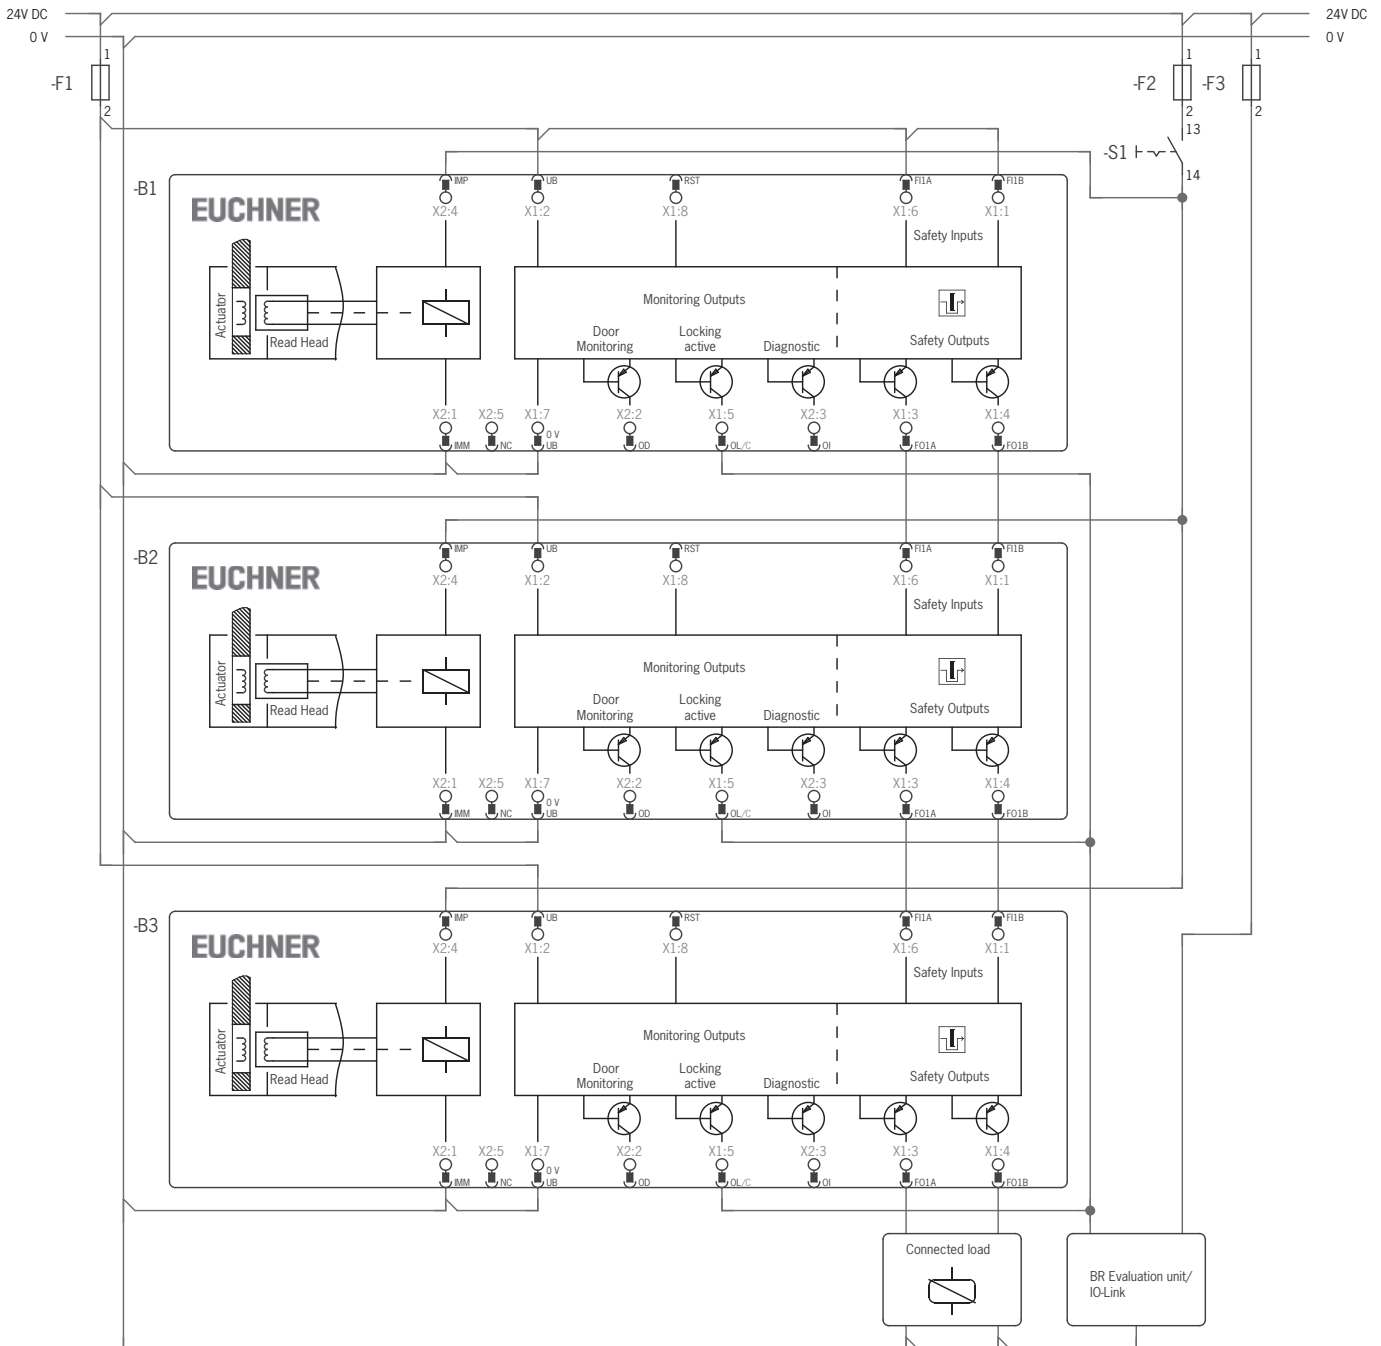 24V DC
24V DC
0 V
0 V
1
1
1
-F1
-F2
-F3
2
2
2
13
-S1
14
-B1
IMP
UB
RST
FI1A
FI1B
EUCHNER
X2:4
X1:2
X1:8
X1:6
X1:1
Safety Inputs
Monitoring Outputs
Actuator
Read Head
Door
Monitoring
Locking
active
Diagnostic
Safety Outputs
X2:1
X2:5
X1:7
X2:2
X1:5
X2:3
X1:3
X1:4
0 V
IMM
NC
UB
OD
OL/C
OI
FO1A
FO1B
-B2
IMP
UB
RST
FI1A
FI1B
EUCHNER
X2:4
X1:2
X1:8
X1:6
X1:1
Safety Inputs
Monitoring Outputs
Actuator
Read Head
Door
Monitoring
Locking
active
Diagnostic
Safety Outputs
X2:1
X2:5
X1:7
X2:2
X1:5
X2:3
X1:3
X1:4
0 V
IMM
NC
UB
OD
OL/C
OI
FO1A
FO1B
-B3
IMP
UB
RST
FI1A
FI1B
EUCHNER
X2:4
X1:2
X1:8
X1:6
X1:1
Safety Inputs
Monitoring Outputs
Actuator
Read Head
Door
Monitoring
Locking
active
Diagnostic
Safety Outputs
X2:1
X2:5
X1:7
X2:2
X1:5
X2:3
X1:3
X1:4
0 V
IMM
NC
UB
OD
OL/C
OI
FO1A
FO1B
Connected load
BR Evaluation unit/
IO-Link